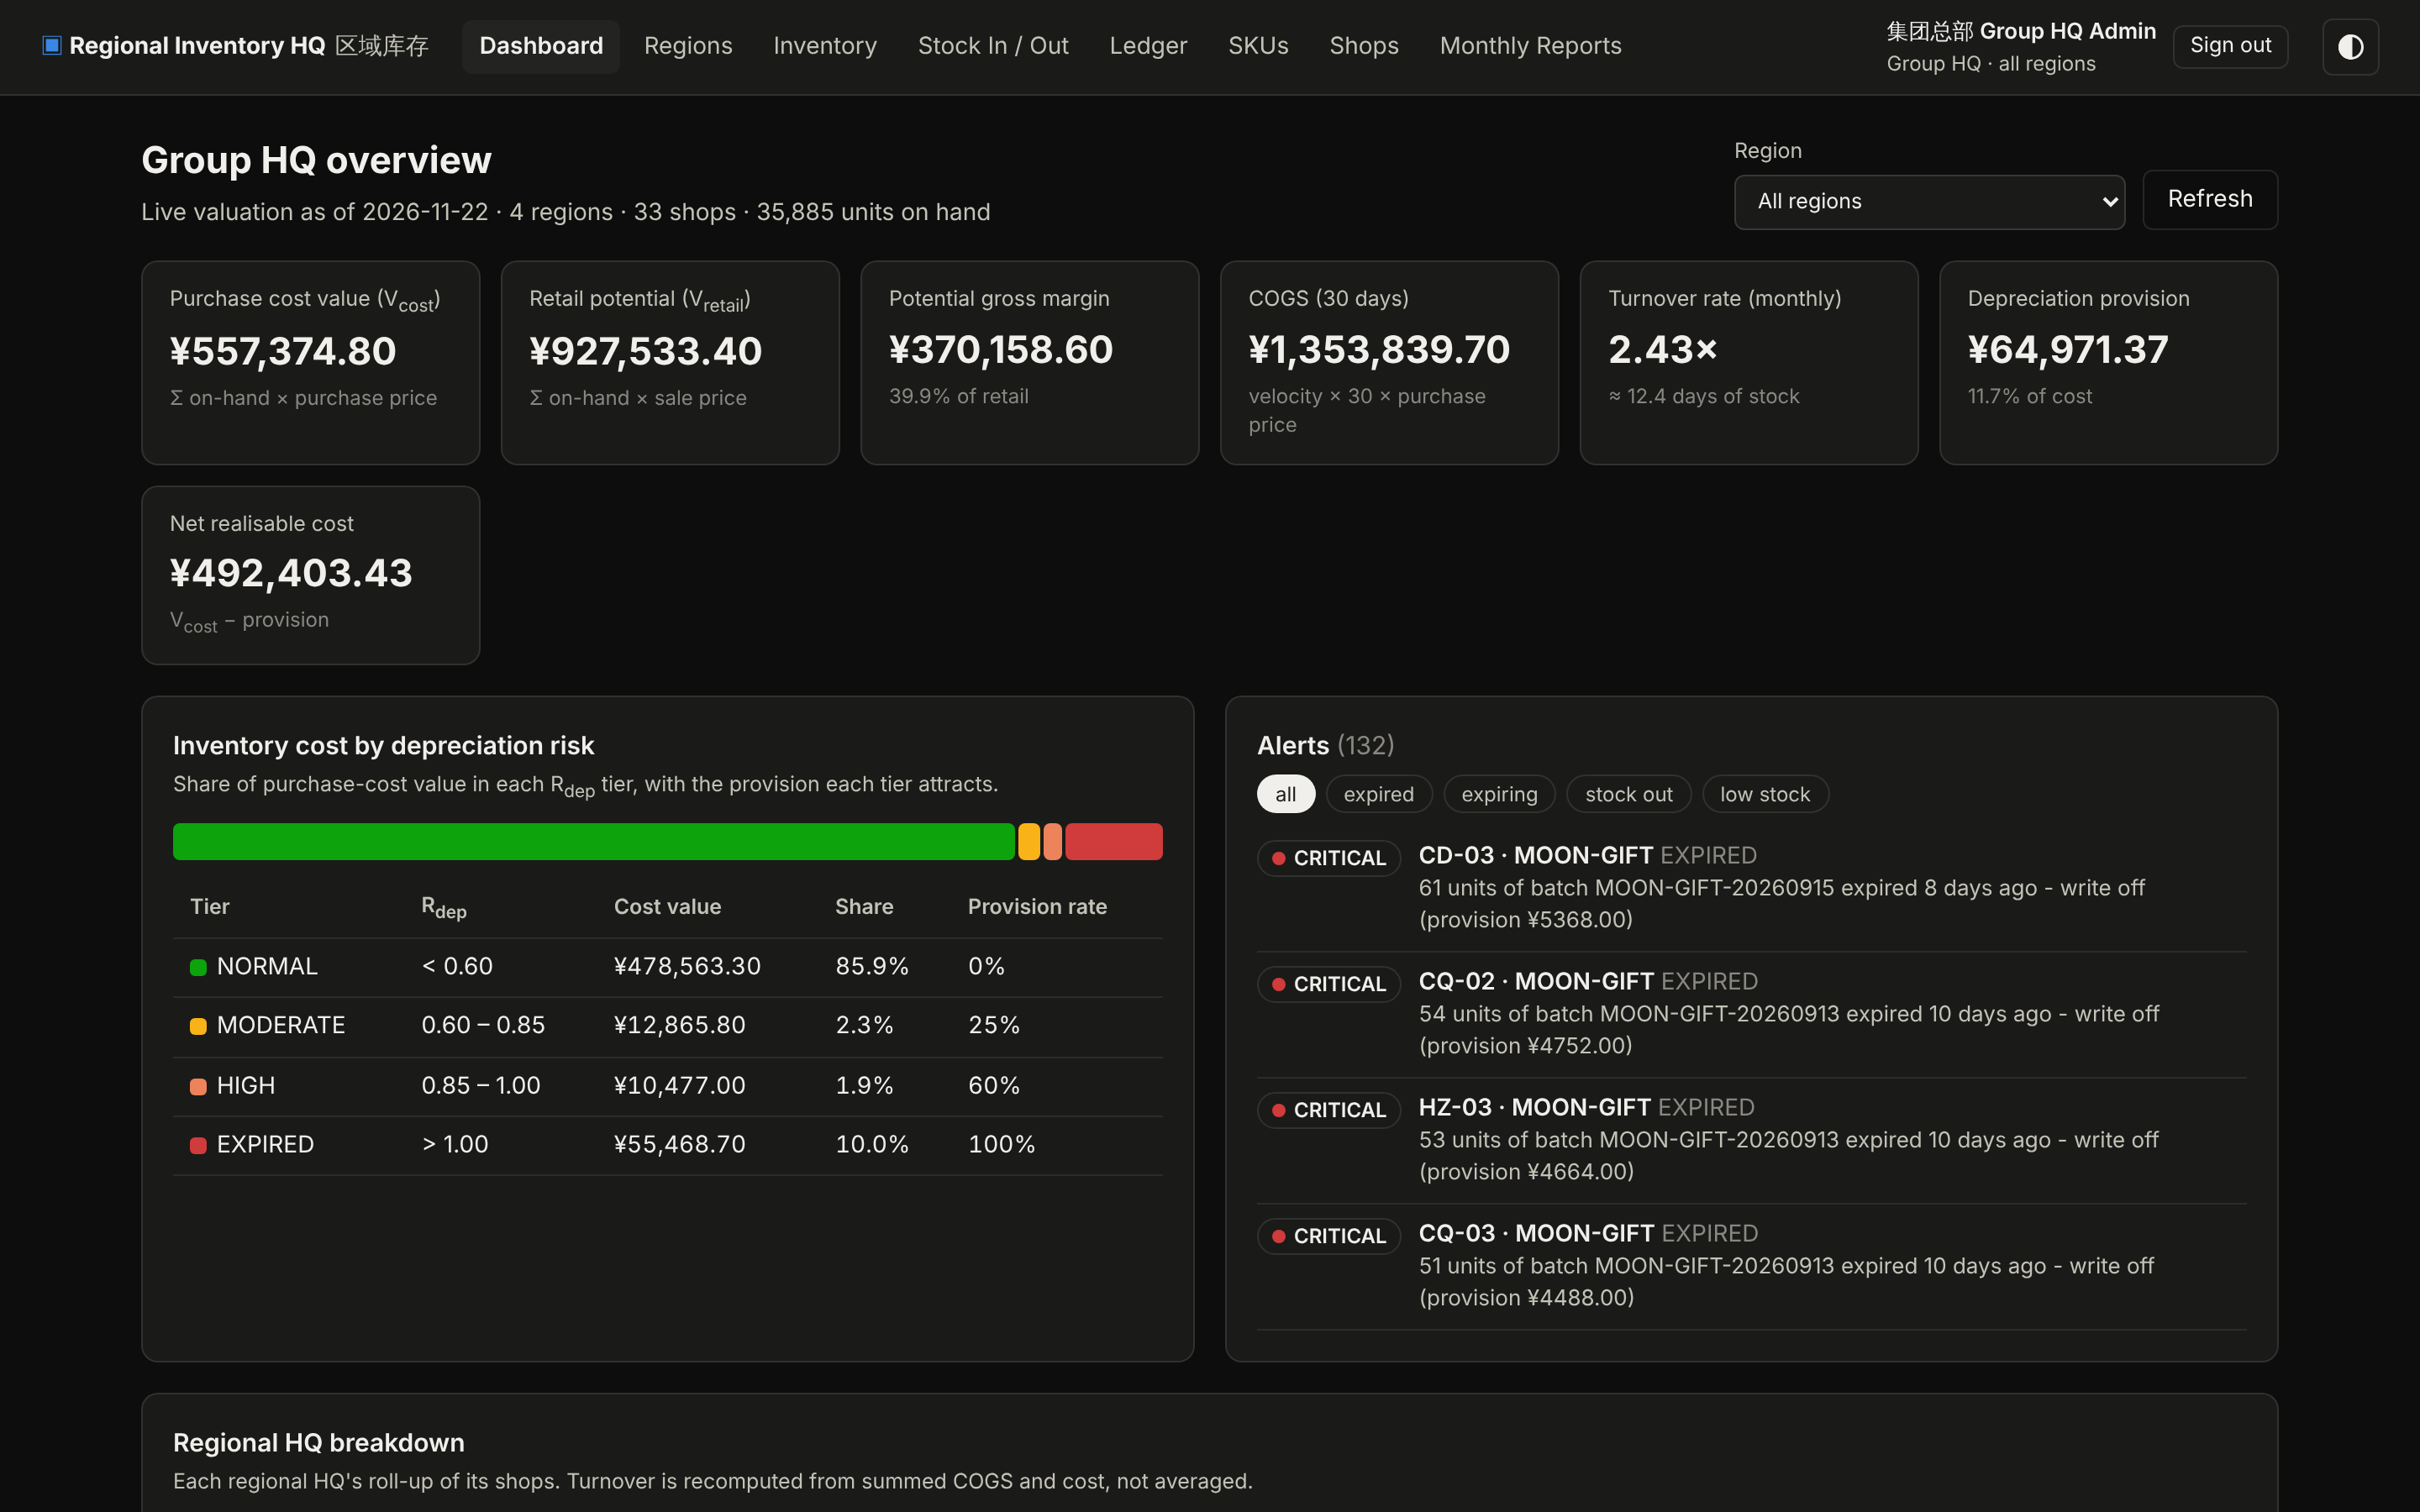 Regional Inventory HQ 区域库存 Dashboard Regions Inventory Stock In / Out Ledger SKUs Shops Monthly Reports 集团总部 Group HQ Admin Sign out
Group HQ · all regions
Group HQ overview
Live valuation as of 2026-11-22 · 4 regions · 33 shops · 35,885 units on hand
Region
All regions Refresh
Purchase cost value (Vcost)
¥557,374.80
Σ on-hand × purchase price
Retail potential (Vretail)
¥927,533.40
Σ on-hand × sale price
Potential gross margin
¥370,158.60
39.9% of retail
COGS (30 days)
¥1,353,839.70
velocity × 30 × purchase
price
Turnover rate (monthly)
2.43×
≈ 12.4 days of stock
Depreciation provision
¥64,971.37
11.7% of cost
Net realisable cost
¥492,403.43
Vcost − provision
Inventory cost by depreciation risk
Share of purchase-cost value in each Rdep tier, with the provision each tier attracts.
Tier Rdep Cost value Share Provision rate
NORMAL < 0.60 ¥478,563.30 85.9% 0%
MODERATE 0.60 – 0.85 ¥12,865.80 2.3% 25%
HIGH 0.85 – 1.00 ¥10,477.00 1.9% 60%
EXPIRED > 1.00 ¥55,468.70 10.0% 100%
Alerts (132)
all expired expiring stock out low stock
CRITICAL CD-03 · MOON-GIFT EXPIRED
61 units of batch MOON-GIFT-20260915 expired 8 days ago - write off
(provision ¥5368.00)
CRITICAL CQ-02 · MOON-GIFT EXPIRED
54 units of batch MOON-GIFT-20260913 expired 10 days ago - write off
(provision ¥4752.00)
CRITICAL HZ-03 · MOON-GIFT EXPIRED
53 units of batch MOON-GIFT-20260913 expired 10 days ago - write off
(provision ¥4664.00)
CRITICAL CQ-03 · MOON-GIFT EXPIRED
51 units of batch MOON-GIFT-20260913 expired 10 days ago - write off
(provision ¥4488.00)
Regional HQ breakdown
Each regional HQ's roll-up of its shops. Turnover is recomputed from summed COGS and cost, not averaged.